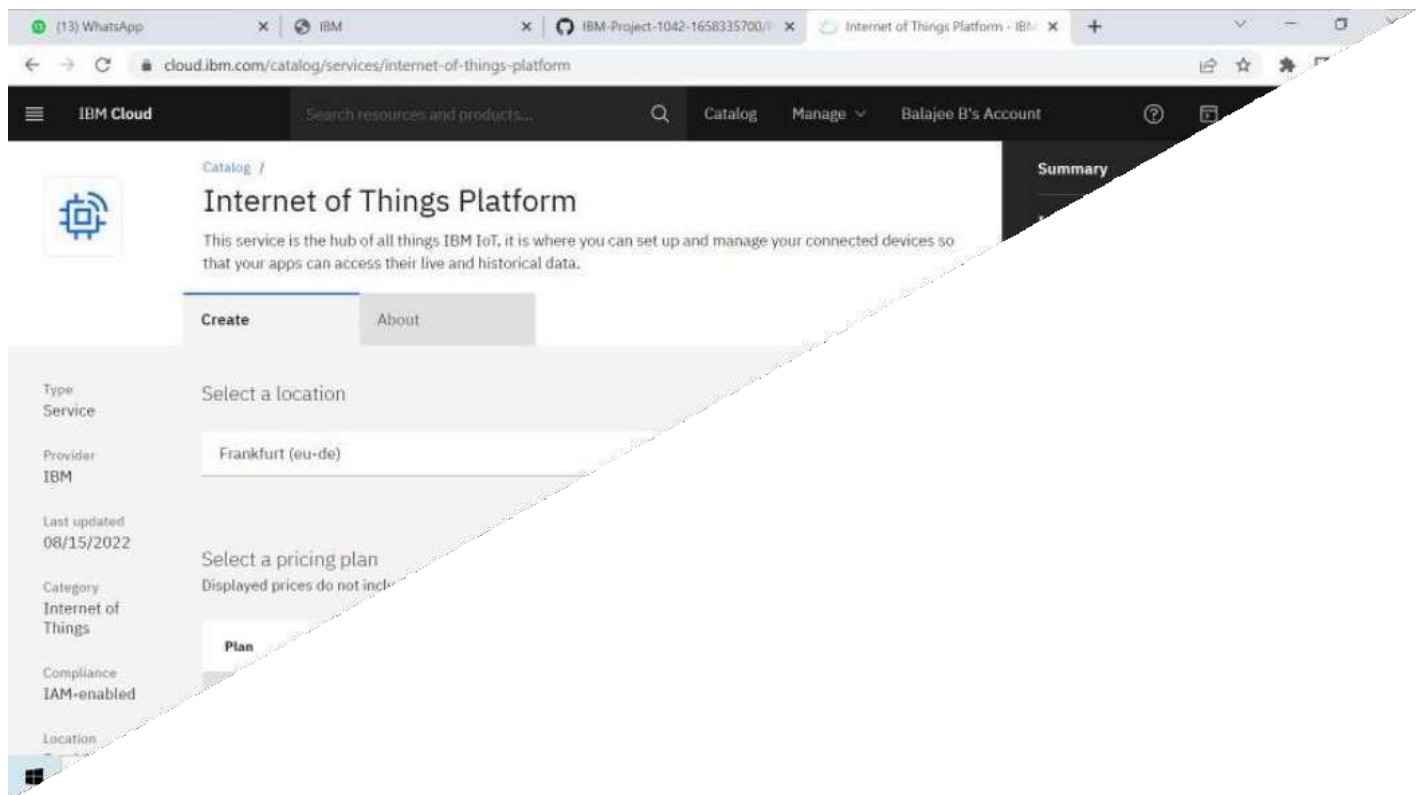 (13) WhatsApp
IBM
IBM-Project-1042-1658335700/
Internet of Things Platform - IBM
cloud.ibm.com/catalog/services/internet-of-things-platform
IBM Cloud
Search resources and products...
Catalog
Manage
Balajee B's Account
Catalog /
Internet of Things Platform
This service is the hub of all things IBM IoT, it is where you can set up and manage your connected devices so
that your apps can access their live and historical data.
Summary
Create
About
Type
Service
Provider
IBM
Last updated
08/15/2022
Category
Internet of
Things
Compliance
IAM-enabled
Location
Select a location
Frankfurt (eu-de)
Select a pricing plan
Displayed prices do not
Plan